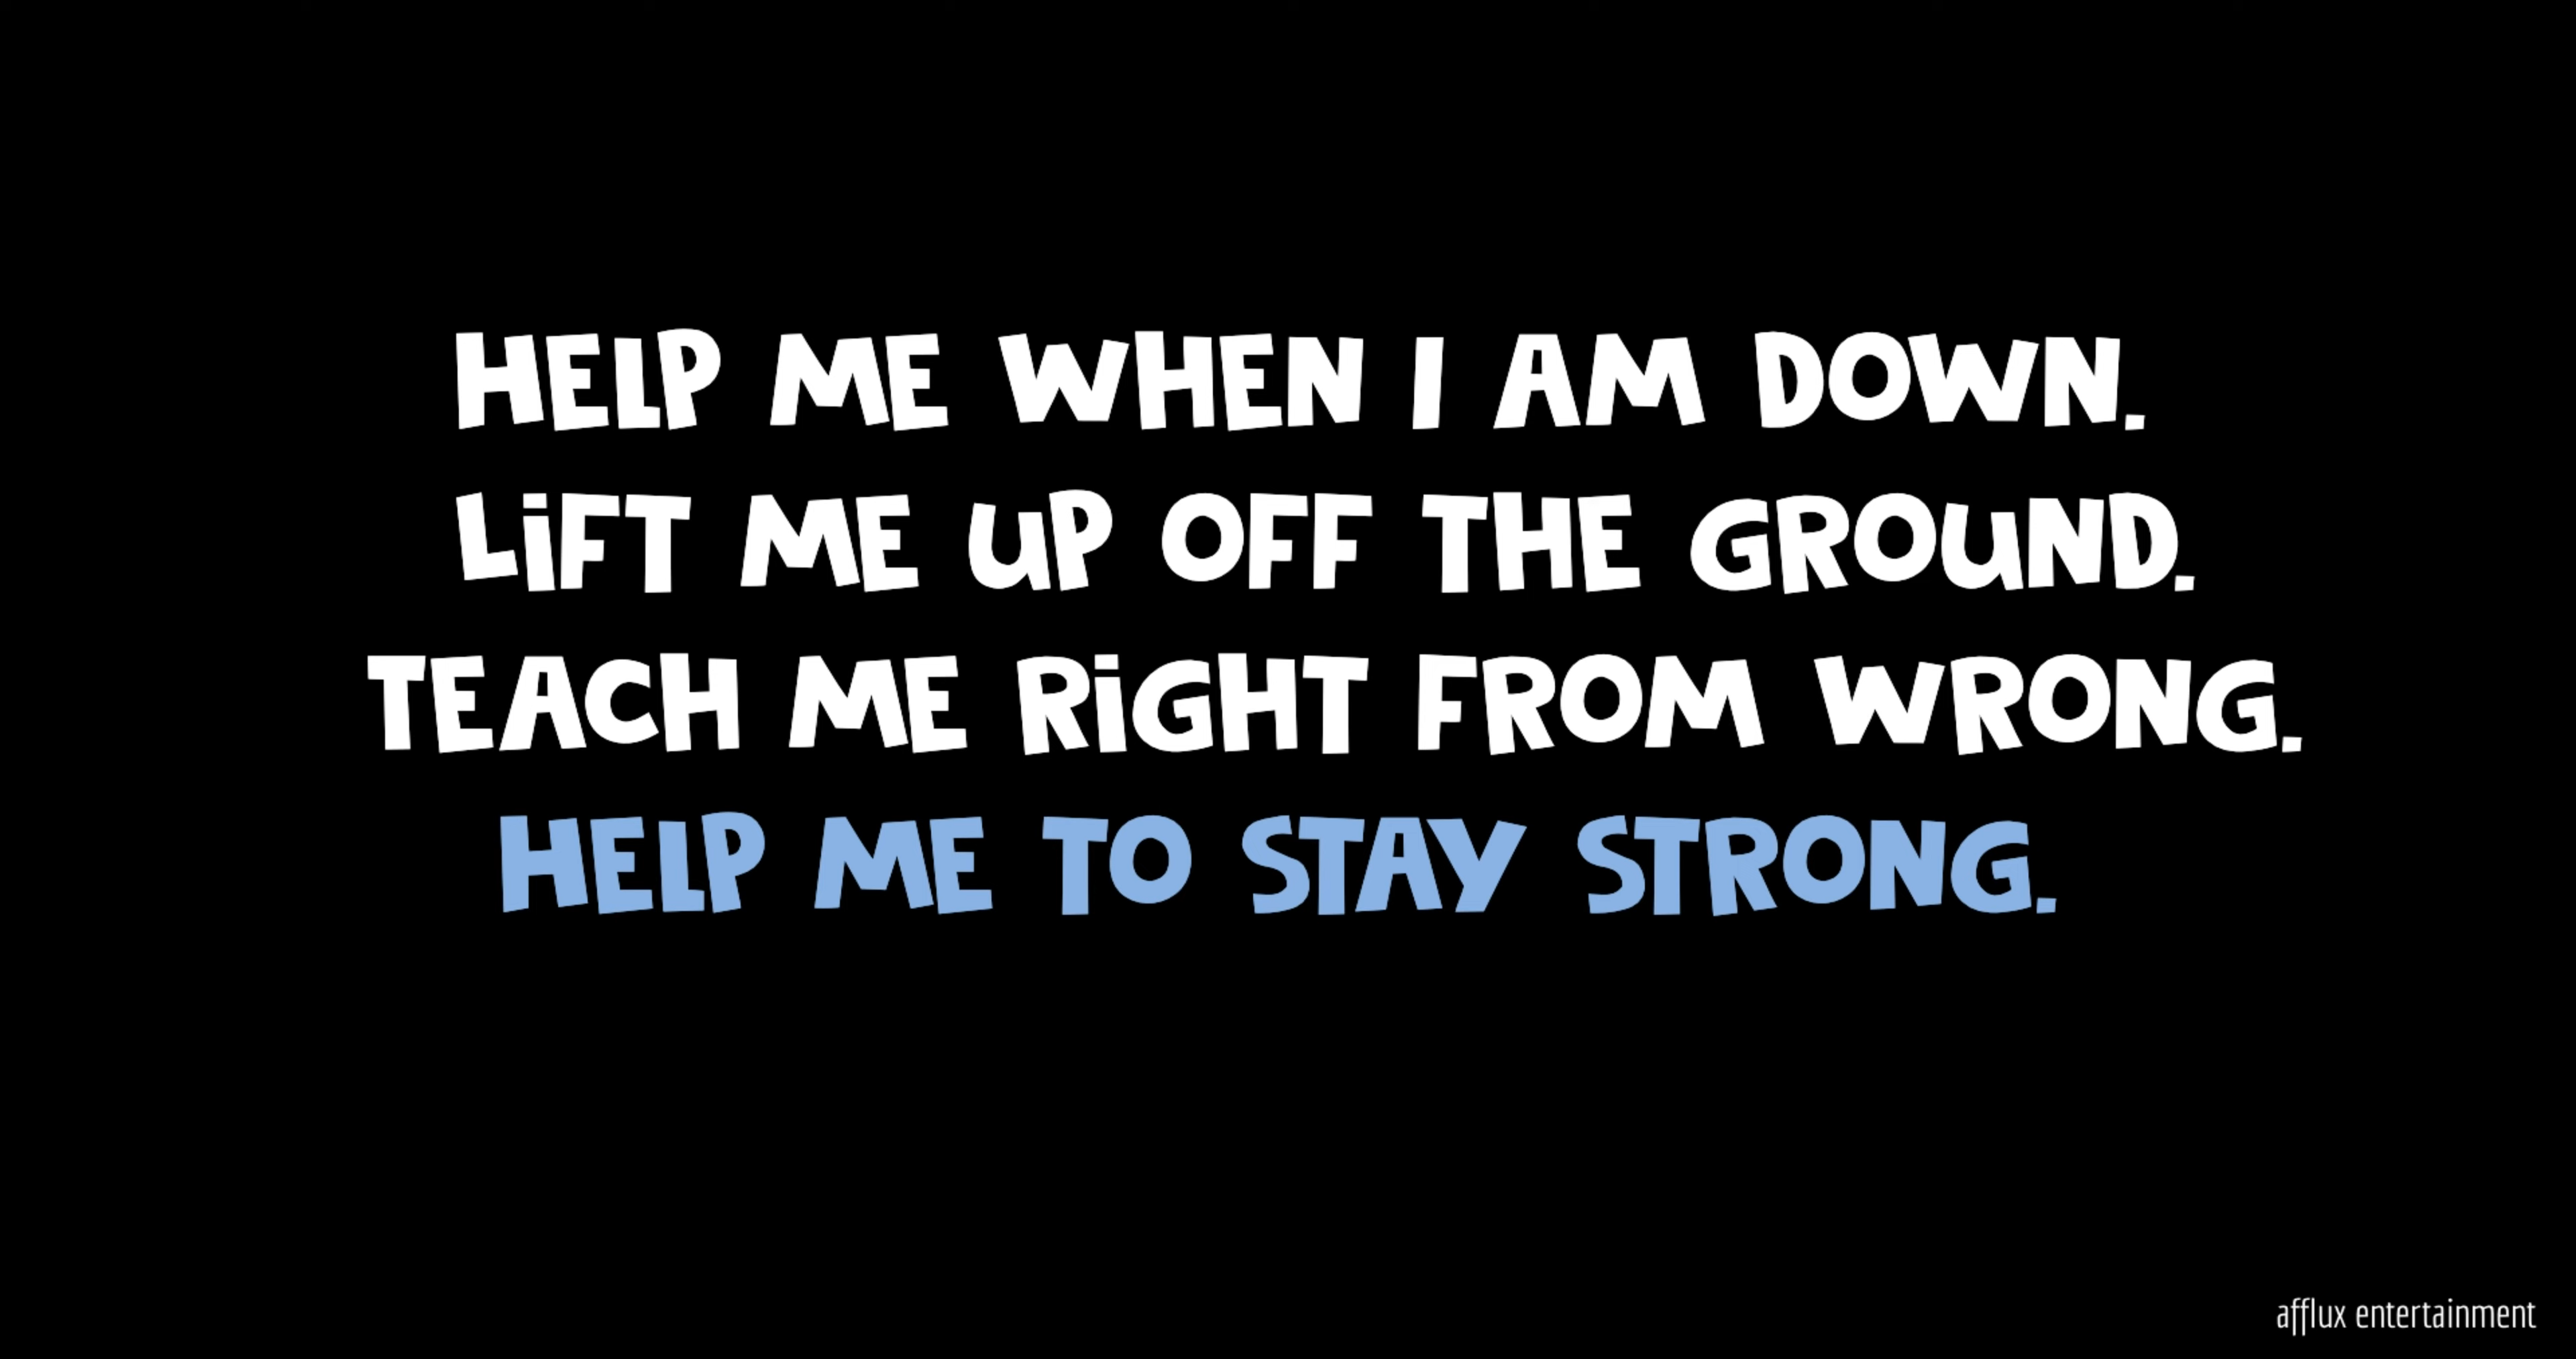 HELP ME WHEN I AM DOWN.
LiFT ME uP OFF THE GROuND.
TEACH ME RiGHT FROM WRONG.
HELP ME TO STAY STRONG.
afflux entertainment